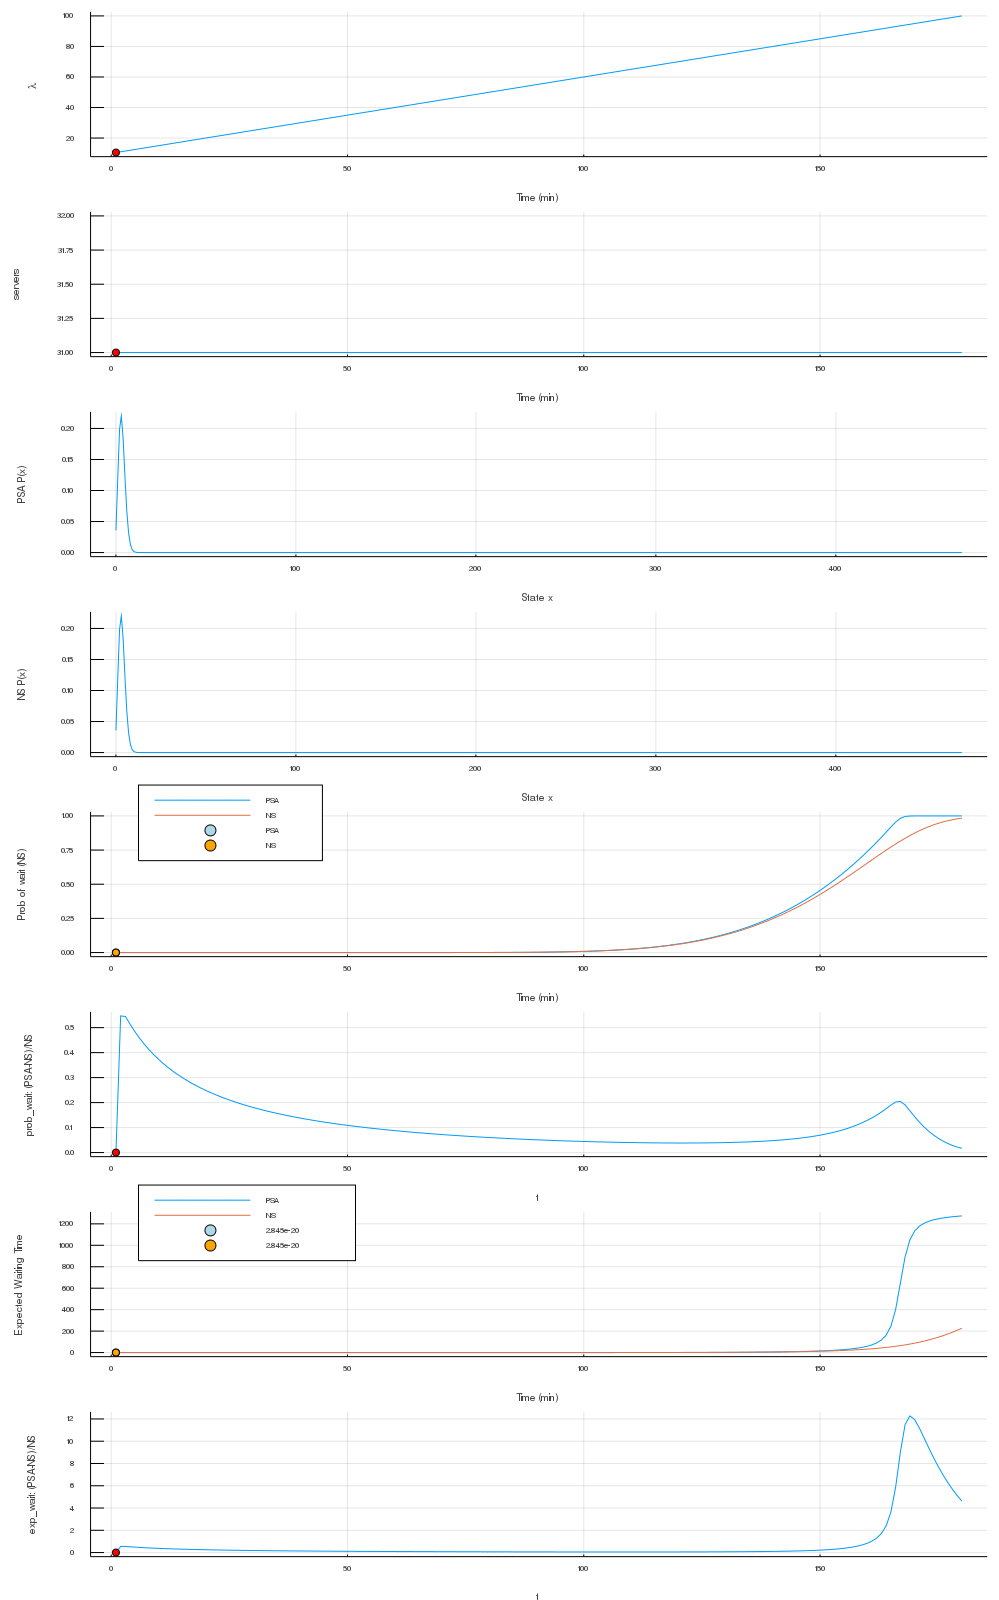 100
80
60
40
20
λ
0 50 100 150
Time (min)
32.00
31.75
31.50
31.25
31.00
servers
0 50 100 150
Time (min)
0.20
0.15
0.10
0.05
0.00
PSA P(x)
0 100 200 300 400
State x
0.20
0.15
0.10
0.05
0.00
NS P(x)
0 100 200 300 400
State x
PSA
NS
PSA
NS
1.00
0.75
0.50
0.25
0.00
Prob of wait (NS)
0 50 100 150
Time (min)
0.5
0.4
0.3
0.2
0.1
0.0
prob_wait: (PSA-NS)/NS
0 50 100 150
t
PSA
NS
2.845e-20
2.845e-20
1200
1000
800
600
400
200
0
Expected Waiting Time
0 50 100 150
Time (min)
12
10
8
6
4
2
0
exp_wait: (PSA-NS)/NS
0 50 100 150
t